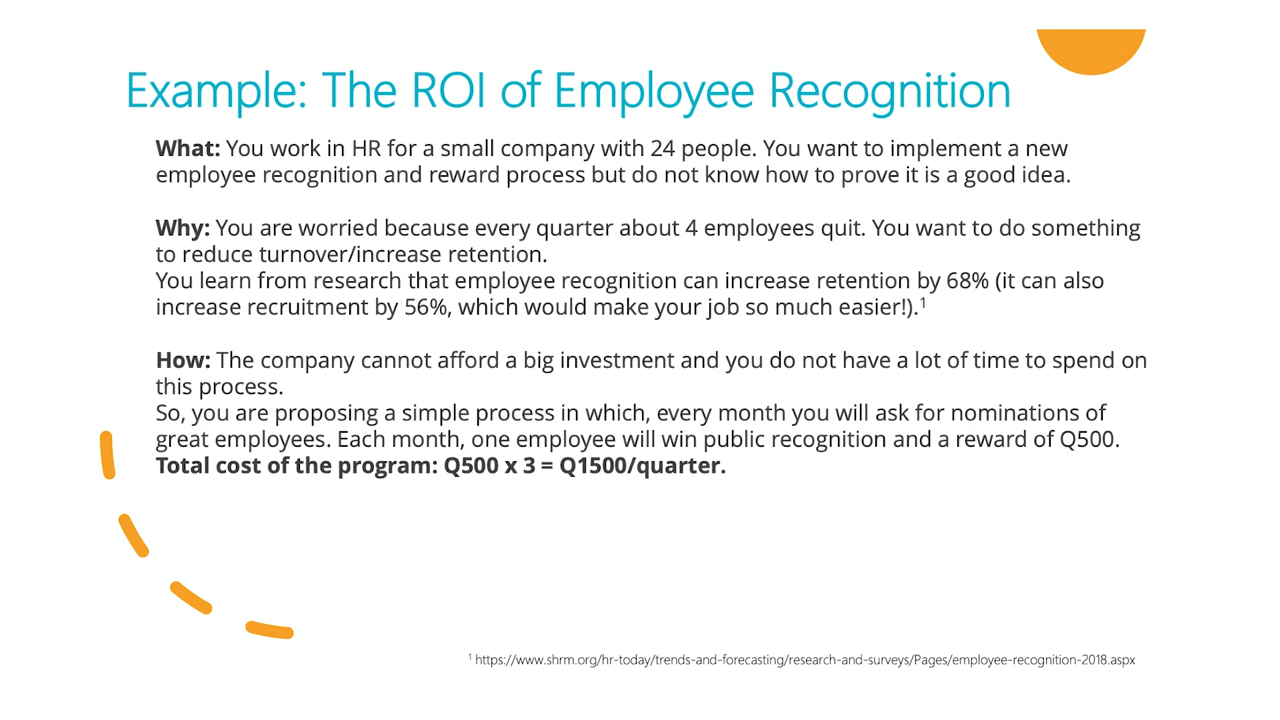 Example: The ROI of Employee Recognition
What: You work in HR for a small company with 24 people. You want to implement a new
employee recognition and reward process but do not know how to prove it is a good idea.
Why: You are worried because every quarter about 4 employees quit. You want to do something
to reduce turnover/increase retention.
You learn from research that employee recognition can increase retention by 68% (it can also
increase recruitment by 56%, which would make your job so much easier!).¹
How: The company cannot afford a big investment and you do not have a lot of time to spend on
this process.
So, you are proposing a simple process in which, every month you will ask for nominations of
great employees. Each month, one employee will win public recognition and a reward of Q500.
Total cost of the program: Q500 x 3 = Q1500/quarter.
¹ https://www.shrm.org/hr-today/trends-and-forecasting/research-and-surveys/Pages/employee-recognition-2018.aspx